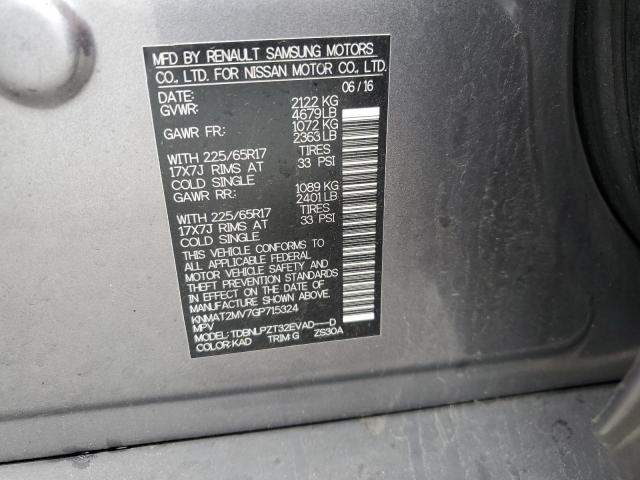 MFD BY RENAULT SAMSUNG MOTORS
CO., LTD. FOR NISSAN MOTOR CO., LTD.
DATE: 06/16
GVWR: 2122 KG
4679LB
GAWR FR: 1072 KG
2363 LB
WITH 225/65R17 TIRES
17X7J RIMS AT 33 PSI
COLD SINGLE
GAWR RR: 1089 KG
2401LB
WITH 225/65R17 TIRES
17X7J RIMS AT 33 PSI
COLD SINGLE
THIS VEHICLE CONFORMS TO
ALL APPLICABLE FEDERAL
MOTOR VEHICLE SAFETY AND
THEFT PREVENTION STANDARDS
IN EFFECT ON THE DATE OF
MANUFACTURE SHOWN ABOVE.
KNMAT2MV7GP715324
MPV
MODEL: TDBNLPZT32EVAD---D
COLOR:KAD TRIM:G ZS30A